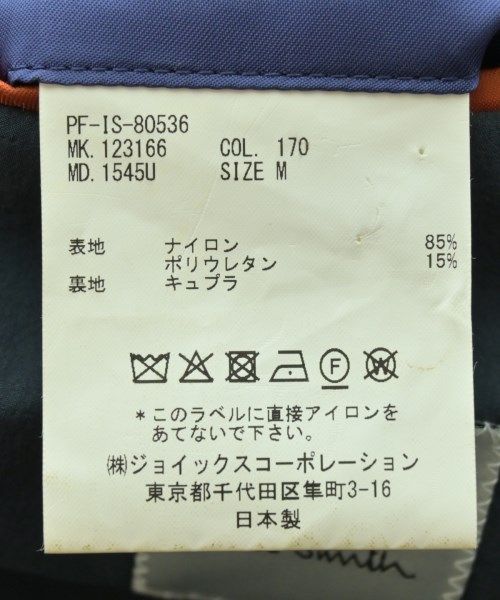 PF-IS-80536
MK. 123166 COL. 170
MD. 1545U SIZE M
表地 ナイロン 85%
ポリウレタン 15%
裏地 キュプラ
F W
*このラベルに直接アイロンを
あてないで下さい。
㈱ジョイックスコーポレーション
東京都千代田区隼町3-16
日本製
Smith